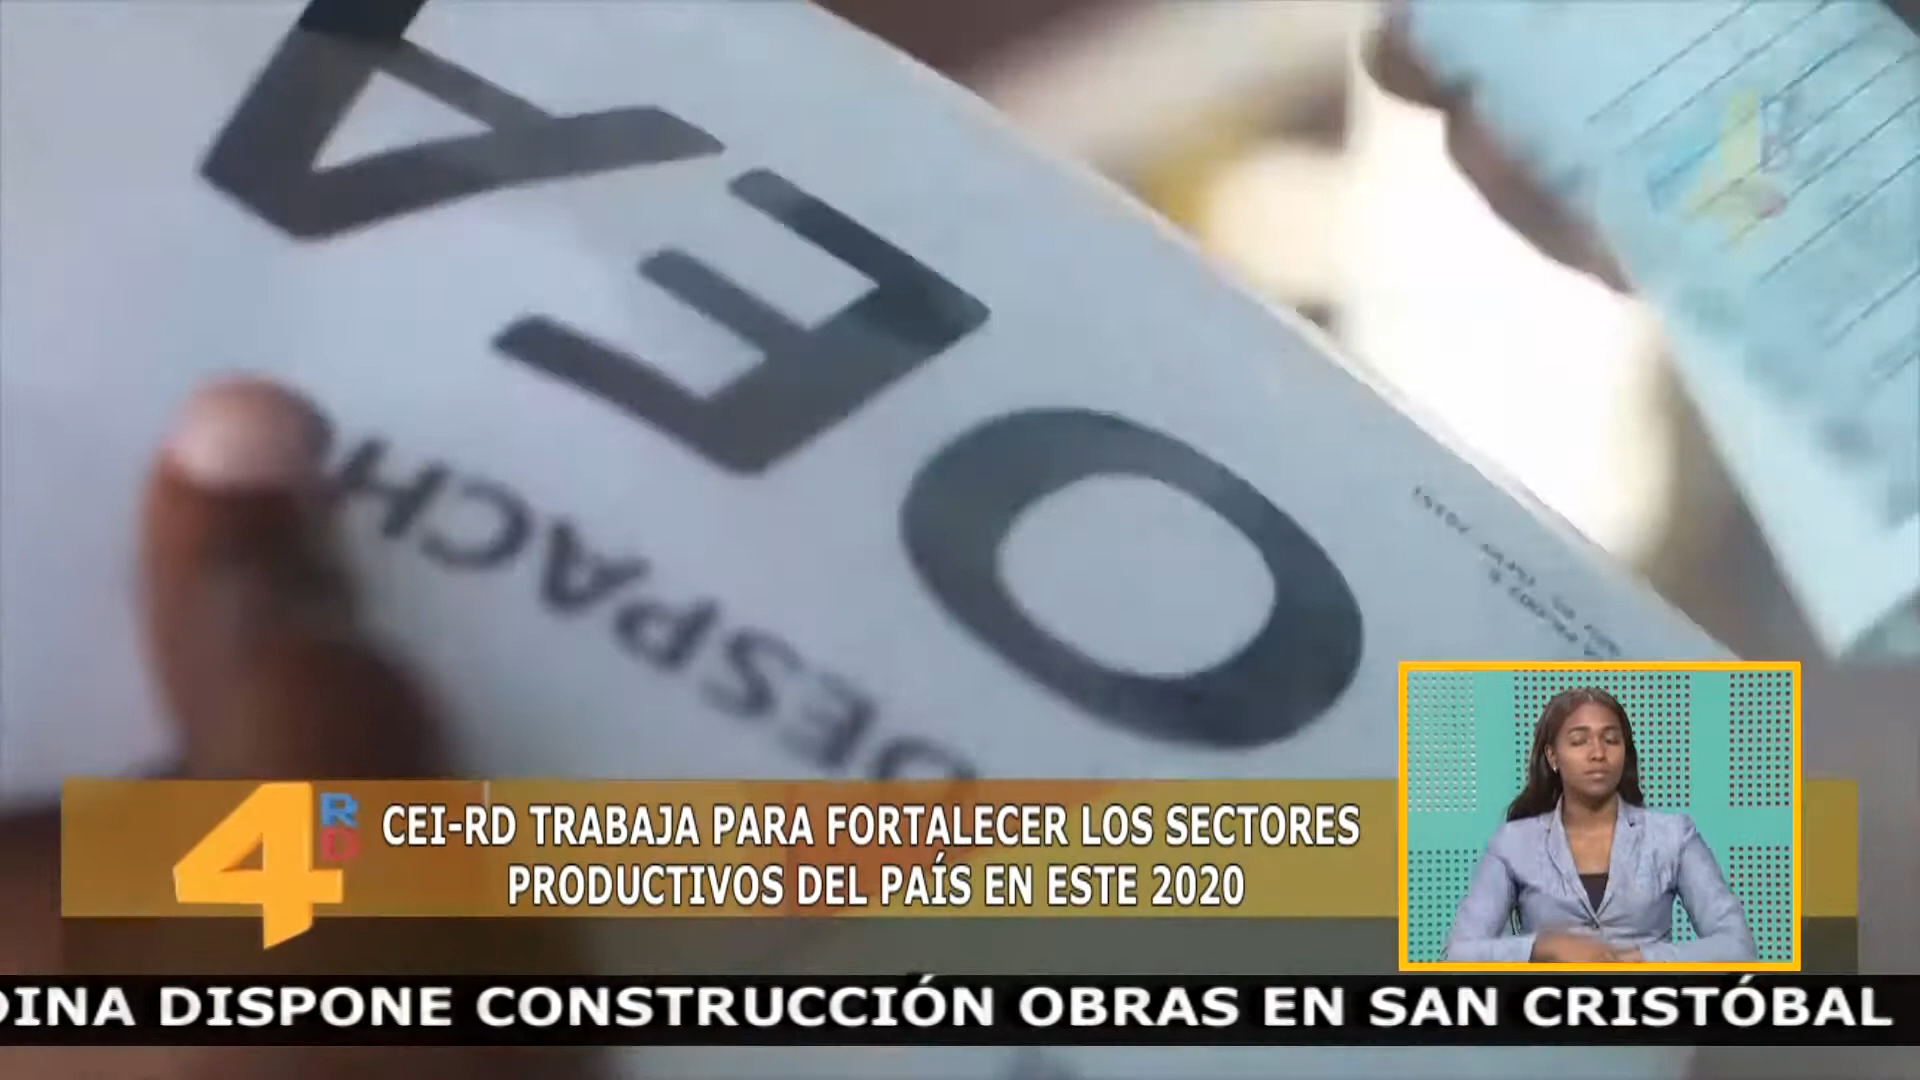 OEA
DESPACH
4
RD
CEI-RD TRABAJA PARA FORTALECER LOS SECTORES
PRODUCTIVOS DEL PAÍS EN ESTE 2020
DINA DISPONE CONSTRUCCIÓN OBRAS EN SAN CRISTÓBAL